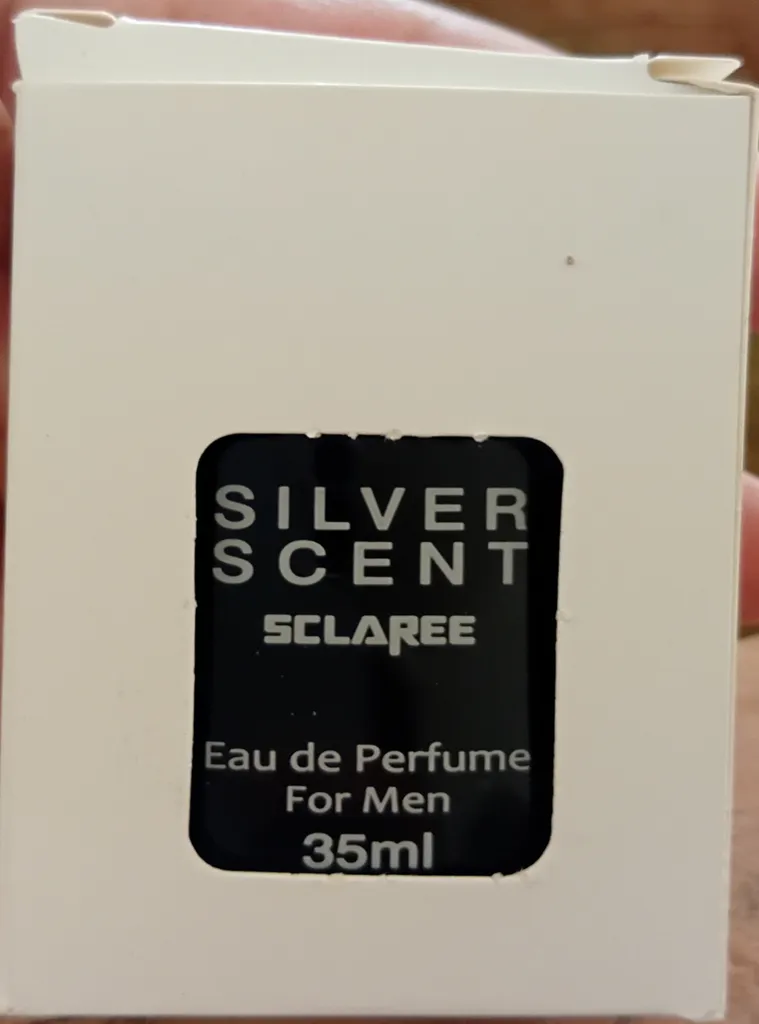 SILVER
SCENT
SCLAREE
Eau de Perfume
For Men
35ml